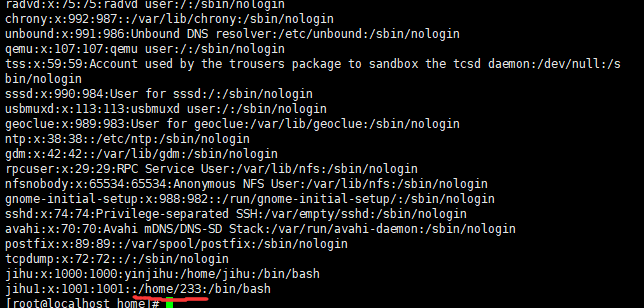 radvd:x:75:75:radvd user:/:/sbin/nologin
chrony:x:992:987::/var/lib/chrony:/sbin/nologin
unbound:x:991:986:Unbound DNS resolver:/etc/unbound:/sbin/nologin
qemu:x:107:107:qemu user:/:/sbin/nologin
tss:x:59:59:Account used by the trousers package to sandbox the tcsd daemon:/dev/null:/s
bin/nologin
sssd:x:990:984:User for sssd:/:/sbin/nologin
usbmuxd:x:113:113:usbmuxd user:/:/sbin/nologin
geoclue:x:989:983:User for geoclue:/var/lib/geoclue:/sbin/nologin
ntp:x:38:38::/etc/ntp:/sbin/nologin
gdm:x:42:42::/var/lib/gdm:/sbin/nologin
rpcuser:x:29:29:RPC Service User:/var/lib/nfs:/sbin/nologin
nfsnobody:x:65534:65534:Anonymous NFS User:/var/lib/nfs:/sbin/nologin
gnome-initial-setup:x:988:982::/run/gnome-initial-setup/:/sbin/nologin
sshd:x:74:74:Privilege-separated SSH:/var/empty/sshd:/sbin/nologin
avahi:x:70:70:Avahi mDNS/DNS-SD Stack:/var/run/avahi-daemon:/sbin/nologin
postfix:x:89:89::/var/spool/postfix:/sbin/nologin
tcpdump:x:72:72::/:/sbin/nologin
jihu:x:1000:1000:yinjihu:/home/jihu:/bin/bash
jihu1:x:1001:1001::/home/233:/bin/bash
[root@localhost home]#